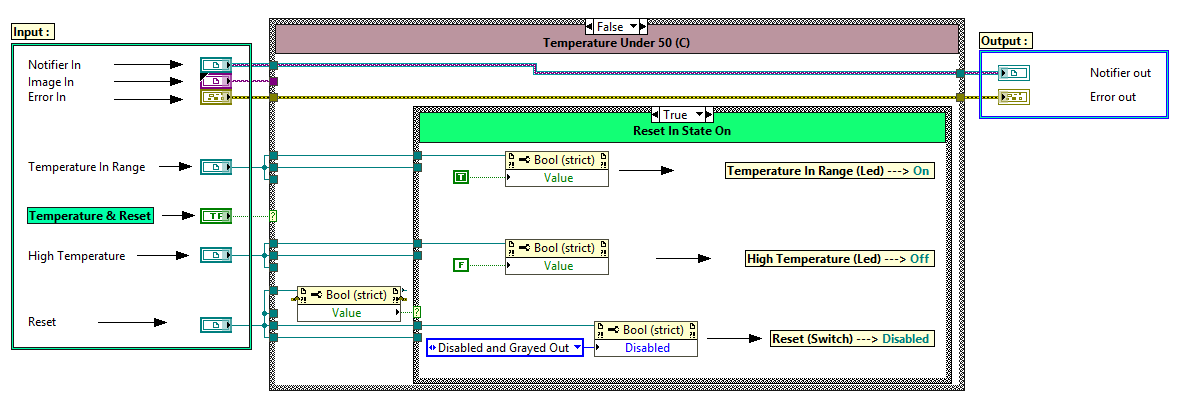 False
Temperature Under 50 (C)
Input :
Output :
Notifier In
Image In
Error In
Notifier out
Error out
True
Reset In State On
Temperature In Range
Bool (strict)
Value
T
Temperature In Range (Led) ---> On
Temperature & Reset
TF
?
High Temperature
Bool (strict)
Value
F
High Temperature (Led) ---> Off
Bool (strict)
Value
?
Reset
Bool (strict)
Disabled
Disabled and Grayed Out
Reset (Switch) ---> Disabled